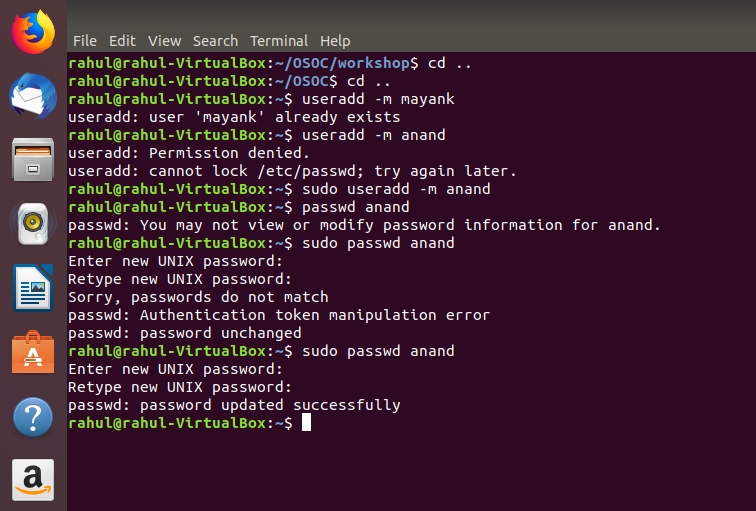 File Edit View Search Terminal Help
rahul@rahul-VirtualBox:~/OSOC/workshop$ cd ..
rahul@rahul-VirtualBox:~/OSOC$ cd ..
rahul@rahul-VirtualBox:~$ useradd -m mayank
useradd: user 'mayank' already exists
rahul@rahul-VirtualBox:~$ useradd -m anand
useradd: Permission denied.
useradd: cannot lock /etc/passwd; try again later.
rahul@rahul-VirtualBox:~$ sudo useradd -m anand
rahul@rahul-VirtualBox:~$ passwd anand
passwd: You may not view or modify password information for anand.
rahul@rahul-VirtualBox:~$ sudo passwd anand
Enter new UNIX password:
Retype new UNIX password:
Sorry, passwords do not match
passwd: Authentication token manipulation error
passwd: password unchanged
rahul@rahul-VirtualBox:~$ sudo passwd anand
Enter new UNIX password:
Retype new UNIX password:
passwd: password updated successfully
rahul@rahul-VirtualBox:~$